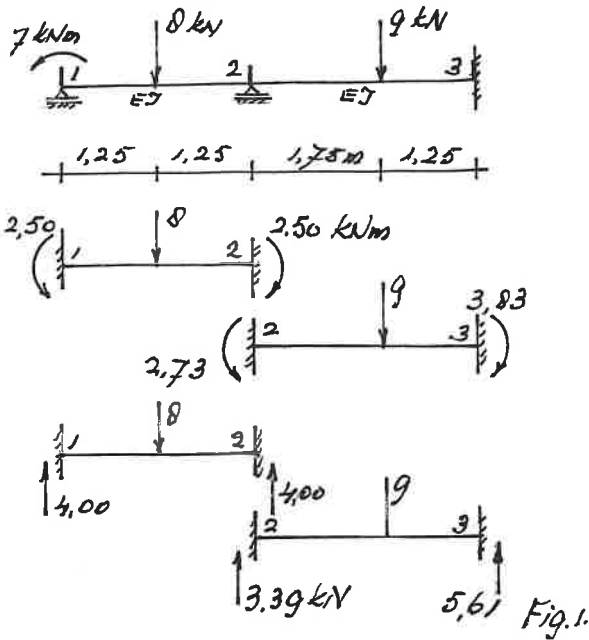 7 kNm 8 kN 9 kN
1 2 3
EJ EJ
1,25 1,25 1,75m 1,25
2,50 8 2.50 kNm
1 2
9 3,83
2 3
2,73
8
1 2
4,00 4,00 9
2 3
3.39 kN 5,61 Fig.1.